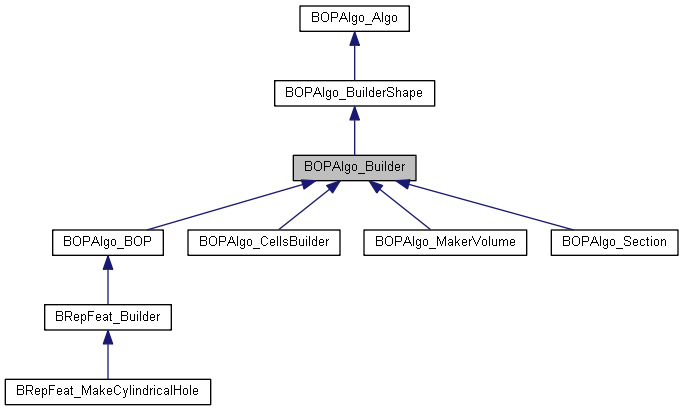 BOPAlgo_Algo
BOPAlgo_BuilderShape
BOPAlgo_Builder
BOPAlgo_BOP
BOPAlgo_CellsBuilder
BOPAlgo_MakerVolume
BOPAlgo_Section
BRepFeat_Builder
BRepFeat_MakeCylindricalHole